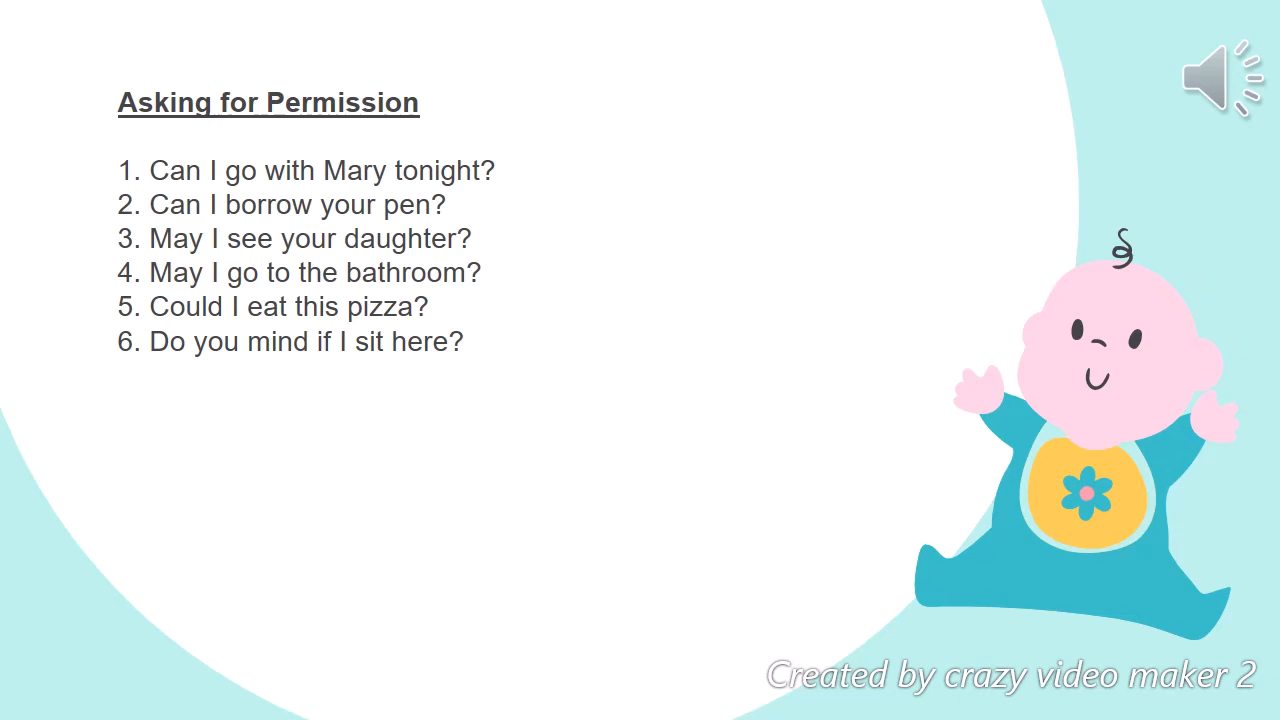 Asking for Permission
1. Can I go with Mary tonight?
2. Can I borrow your pen?
3. May I see your daughter?
4. May I go to the bathroom?
5. Could I eat this pizza?
6. Do you mind if I sit here?
Created by crazy video maker 2